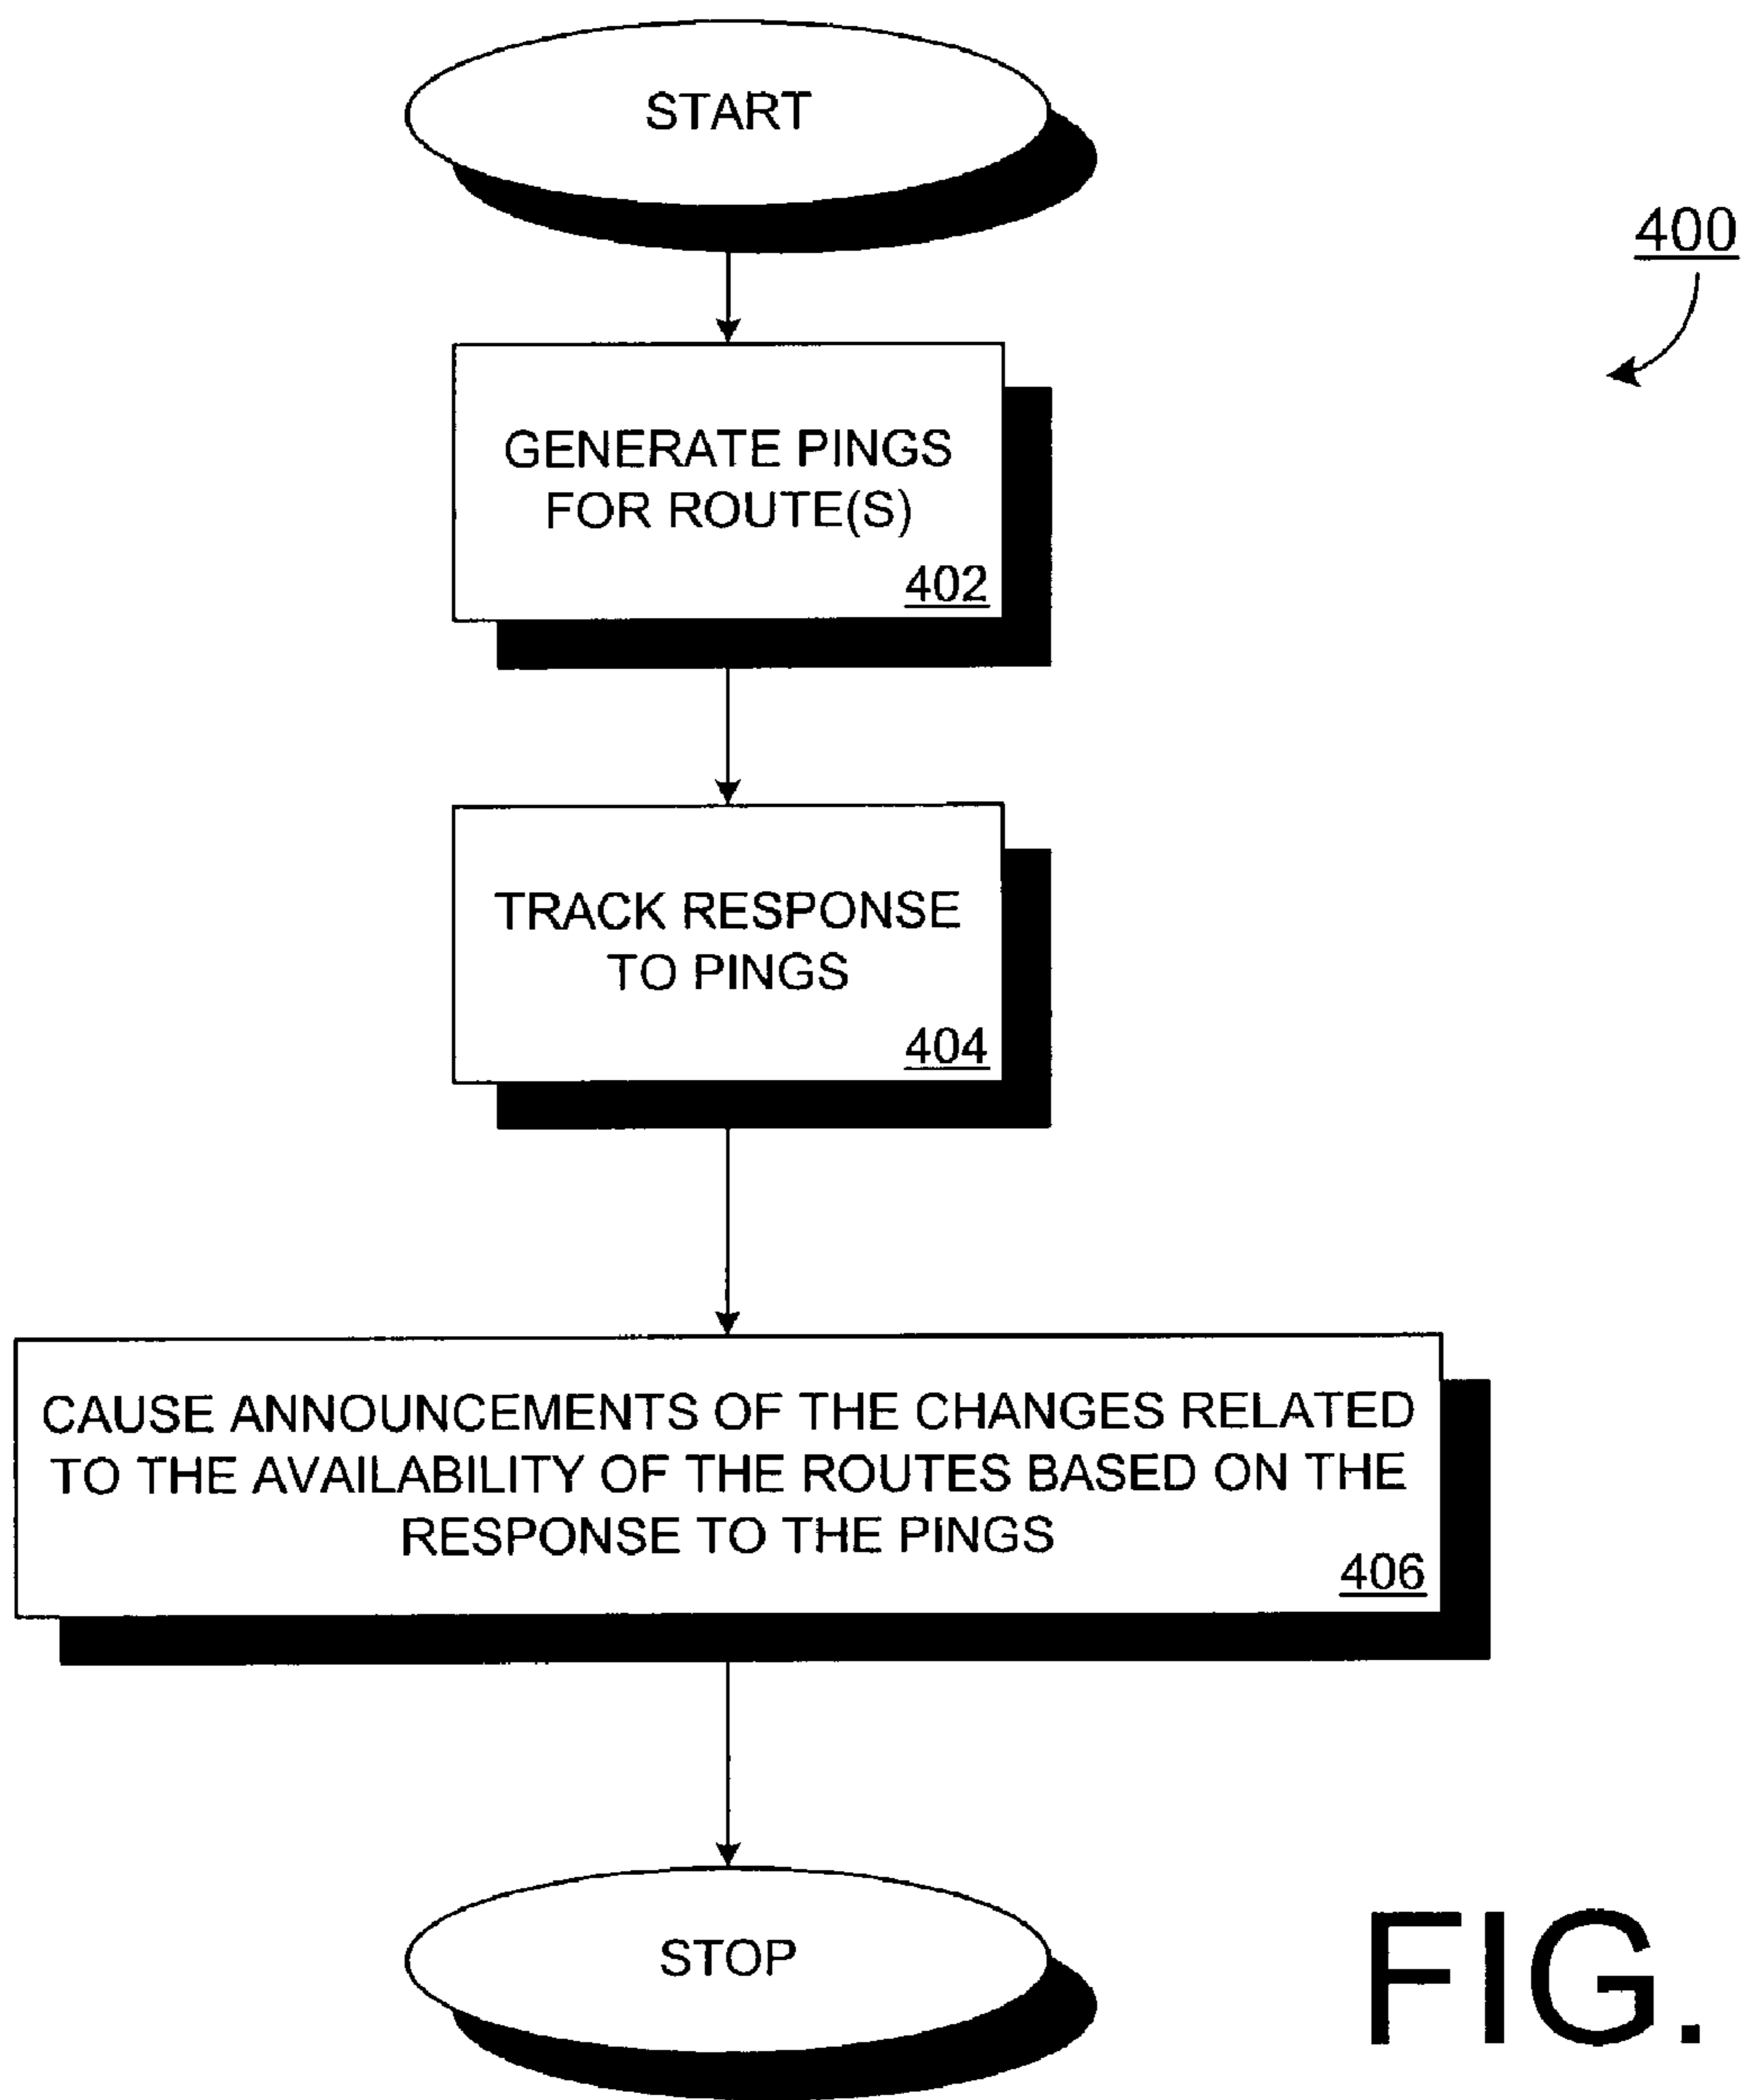 START
400
GENERATE PINGS
FOR ROUTE(S)
402
TRACK RESPONSE
TO PINGS
404
CAUSE ANNOUNCEMENTS OF THE CHANGES RELATED
TO THE AVAILABILITY OF THE ROUTES BASED ON THE
RESPONSE TO THE PINGS
406
STOP
FIG.